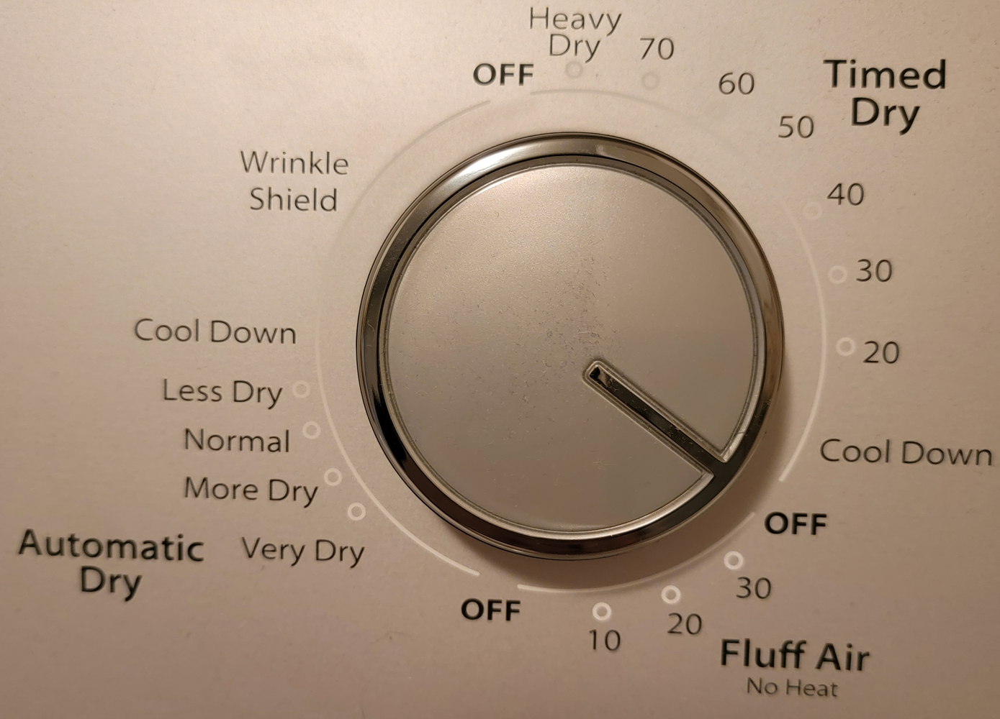 Heavy
Dry
70
OFF
60
Timed
Dry
50
Wrinkle
Shield
40
30
Cool Down
20
Less Dry
Normal
Cool Down
More Dry
OFF
Automatic
Dry
Very Dry
30
OFF
20
10
Fluff Air
No Heat